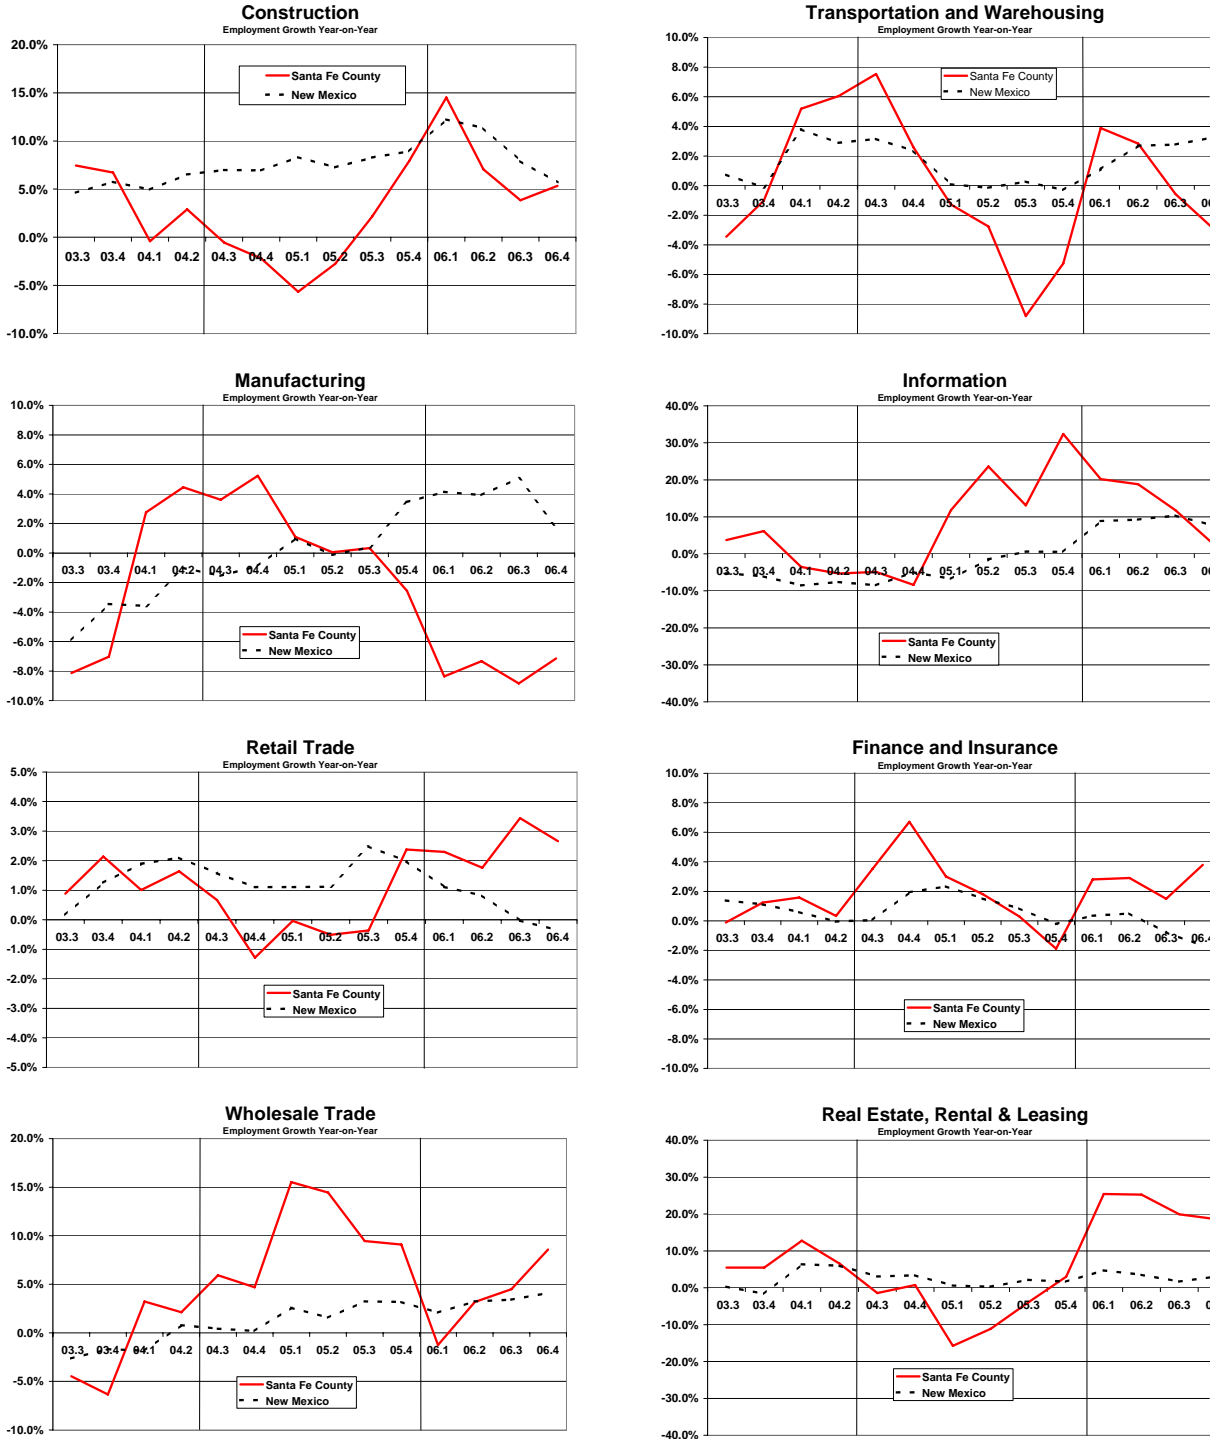 Construction
Employment Growth Year-on-Year
20.0%
15.0%
10.0%
5.0%
0.0%
-5.0%
-10.0%
Santa Fe County
New Mexico
03.3 03.4 04.1 04.2 04.3 04.4 05.1 05.2 05.3 05.4 06.1 06.2 06.3 06.4
Transportation and Warehousing
Employment Growth Year-on-Year
10.0%
8.0%
6.0%
4.0%
2.0%
0.0%
-2.0%
-4.0%
-6.0%
-8.0%
-10.0%
Santa Fe County
New Mexico
03.3 03.4 04.1 04.2 04.3 04.4 05.1 05.2 05.3 05.4 06.1 06.2 06.3
Manufacturing
Employment Growth Year-on-Year
10.0%
8.0%
6.0%
4.0%
2.0%
0.0%
-2.0%
-4.0%
-6.0%
-8.0%
-10.0%
03.3 03.4 04.1 04.2 04.3 04.4 05.1 05.2 05.3 05.4 06.1 06.2 06.3 06.4
Santa Fe County
New Mexico
Information
Employment Growth Year-on-Year
40.0%
30.0%
20.0%
10.0%
0.0%
-10.0%
-20.0%
-30.0%
-40.0%
03.3 03.4 04.1 04.2 04.3 04.4 05.1 05.2 05.3 05.4 06.1 06.2 06.3
Santa Fe County
New Mexico
Retail Trade
Employment Growth Year-on-Year
5.0%
4.0%
3.0%
2.0%
1.0%
0.0%
-1.0%
-2.0%
-3.0%
-4.0%
-5.0%
03.3 03.4 04.1 04.2 04.3 04.4 05.1 05.2 05.3 05.4 06.1 06.2 06.3 06.4
Santa Fe County
New Mexico
Finance and Insurance
Employment Growth Year-on-Year
10.0%
8.0%
6.0%
4.0%
2.0%
0.0%
-2.0%
-4.0%
-6.0%
-8.0%
-10.0%
03.3 03.4 04.1 04.2 04.3 04.4 05.1 05.2 05.3 05.4 06.1 06.2 06.3 06.4
Santa Fe County
New Mexico
Wholesale Trade
Employment Growth Year-on-Year
20.0%
15.0%
10.0%
5.0%
0.0%
-5.0%
-10.0%
03.3 03.4 04.1 04.2 04.3 04.4 05.1 05.2 05.3 05.4 06.1 06.2 06.3 06.4
Santa Fe County
New Mexico
Real Estate, Rental & Leasing
Employment Growth Year-on-Year
40.0%
30.0%
20.0%
10.0%
0.0%
-10.0%
-20.0%
-30.0%
-40.0%
03.3 03.4 04.1 04.2 04.3 04.4 05.1 05.2 05.3 05.4 06.1 06.2 06.3
Santa Fe County
New Mexico